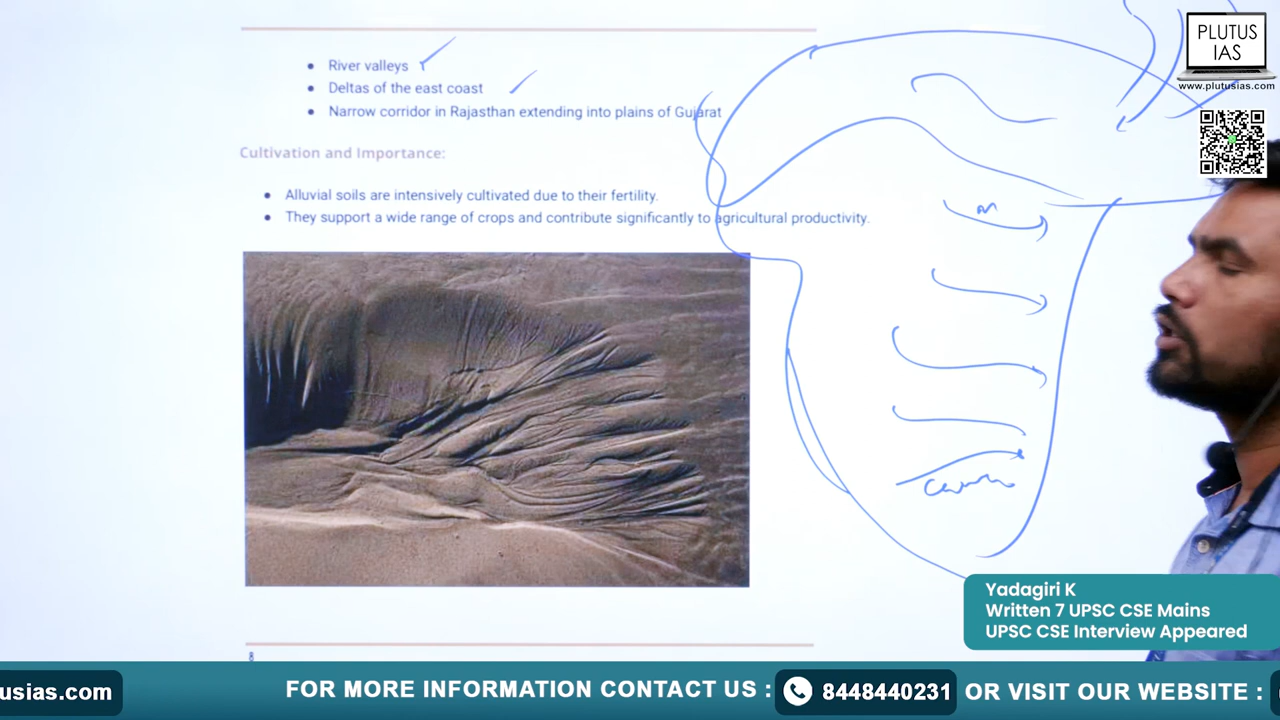 PLUTUS
IAS
www.plutusias.com
River valleys
Deltas of the east coast
Narrow corridor in Rajasthan extending into plains of Gujarat
Cultivation and Importance:
Alluvial soils are intensively cultivated due to their fertility.
They support a wide range of crops and contribute significantly to agricultural productivity.
M
8
Yadagiri K
Written 7 UPSC CSE Mains
UPSC CSE Interview Appeared
usias.com
FOR MORE INFORMATION CONTACT US : 8448440231 OR VISIT OUR WEBSITE :